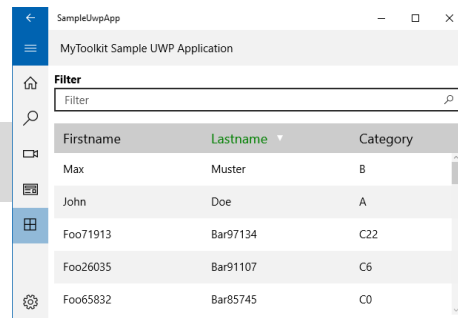 SampleUwpApp
MyToolkit Sample UWP Application
Filter
Filter
Firstname Lastname Category
Max Muster B
John Doe A
Foo71913 Bar97134 C22
Foo26035 Bar91107 C6
Foo65832 Bar85745 C0